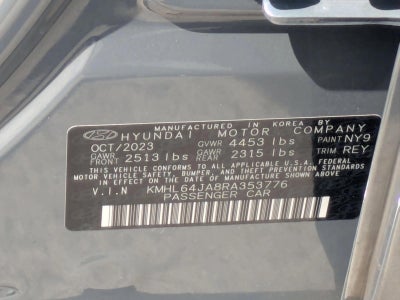 MANUFACTURED IN KOREA BY
HYUNDAI MOTOR COMPANY
OCT/2023 GVWR 4453 lbs PAINT NY9
GAWR FRONT 2513 lbs GAWR REAR 2315 lbs TRIM REY
THIS VEHICLE CONFORMS TO ALL APPLICABLE U.S.A. FEDERAL
MOTOR VEHICLE SAFETY, BUMPER, AND THEFT PREVENTION STANDARDS
IN EFFECT ON THE DATE OF MANUFACTURE SHOWN ABOVE.
V.I.N KMHL64JA8RA353776
PASSENGER CAR